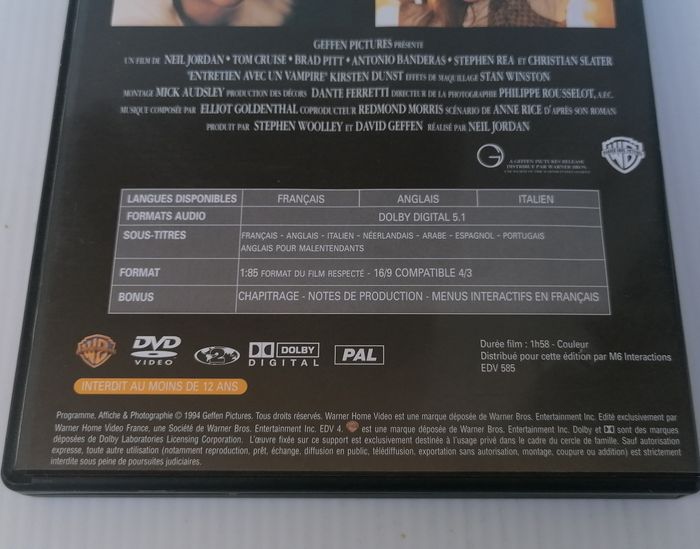 GEFFEN PICTURES PRÉSENTE
UN FILM DE NEIL JORDAN • TOM CRUISE • BRAD PITT • ANTONIO BANDERAS • STEPHEN REA ET CHRISTIAN SLATER
"ENTRETIEN AVEC UN VAMPIRE" KIRSTEN DUNST EFFETS DE MAQUILLAGE STAN WINSTON
MONTAGE MICK AUDSLEY PRODUCTION DES DÉCORS DANTE FERRETTI DIRECTEUR DE LA PHOTOGRAPHIE PHILIPPE ROUSSELOT, A.F.C.
MUSIQUE COMPOSÉE PAR ELLIOT GOLDENTHAL COPRODUCTEUR REDMOND MORRIS SCÉNARIO DE ANNE RICE D'APRÈS SON ROMAN
PRODUIT PAR STEPHEN WOOLLEY ET DAVID GEFFEN RÉALISÉ PAR NEIL JORDAN
G A GEFFEN PICTURES RELEASE
DISTRIBUÉ PAR WARNER BROS.
LANGUES DISPONIBLES FRANÇAIS ANGLAIS ITALIEN
FORMATS AUDIO DOLBY DIGITAL 5.1
SOUS-TITRES FRANÇAIS - ANGLAIS - ITALIEN - NÉERLANDAIS - ARABE - ESPAGNOL - PORTUGAIS
ANGLAIS POUR MALENTENDANTS
FORMAT 1:85 FORMAT DU FILM RESPECTÉ - 16/9 COMPATIBLE 4/3
BONUS CHAPITRAGE - NOTES DE PRODUCTION - MENUS INTERACTIFS EN FRANÇAIS
WB DVD VIDEO 2 DOLBY DIGITAL PAL
Durée film : 1h58 - Couleur
Distribué pour cette édition par M6 Interactions
EDV 585
INTERDIT AU MOINS DE 12 ANS
Programme, Affiche & Photographie © 1994 Geffen Pictures. Tous droits réservés. Warner Home Video est une marque déposée de Warner Bros. Entertainment Inc. Edité exclusivement par
Warner Home Video France, une Société de Warner Bros. Entertainment Inc. EDV 4. est une marque déposée de Warner Bros. Entertainment Inc. Dolby et sont des marques
déposées de Dolby Laboratories Licensing Corporation. L'œuvre fixée sur ce support est exclusivement destinée à l'usage privé dans le cadre du cercle de famille. Sauf autorisation
expresse, toute autre utilisation (notamment reproduction, prêt, échange, diffusion en public, télédiffusion, exportation sans autorisation, montage, coupure ou addition) est strictement
interdite sous peine de poursuites judiciaires.